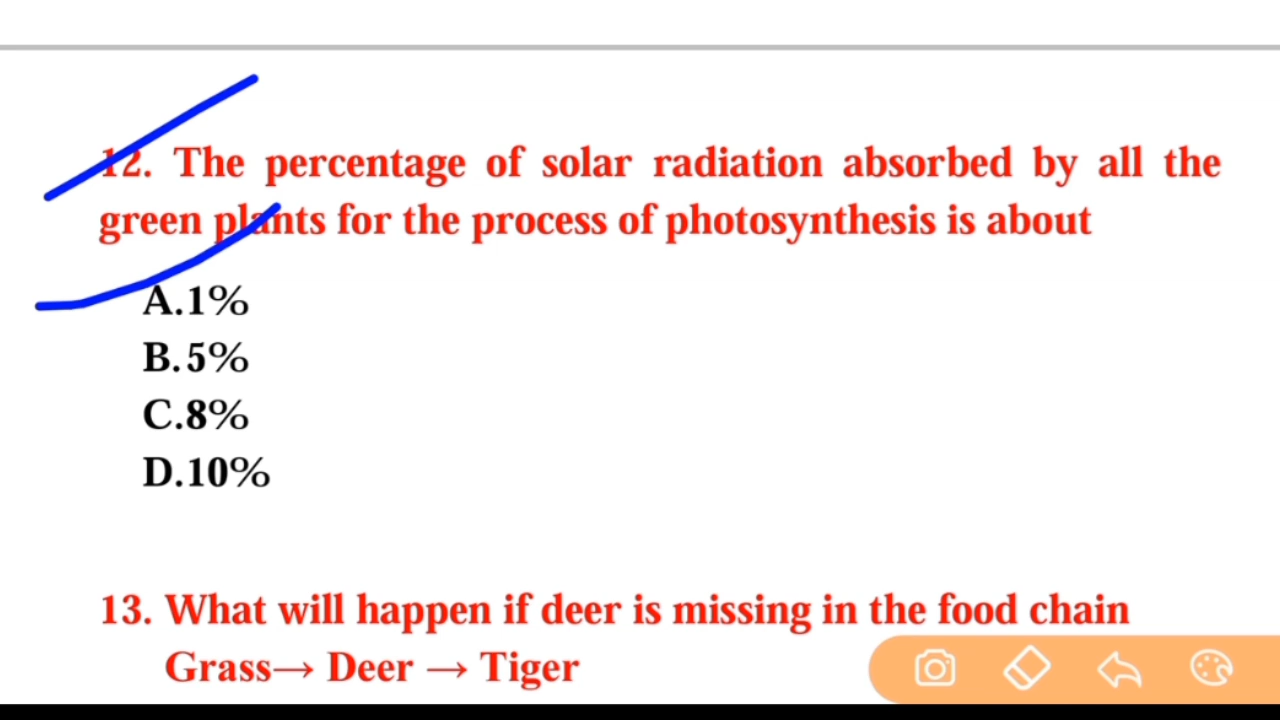 12. The percentage of solar radiation absorbed by all the
green plants for the process of photosynthesis is about
A.1%
B.5%
C.8%
D.10%
13. What will happen if deer is missing in the food chain
Grass→ Deer → Tiger